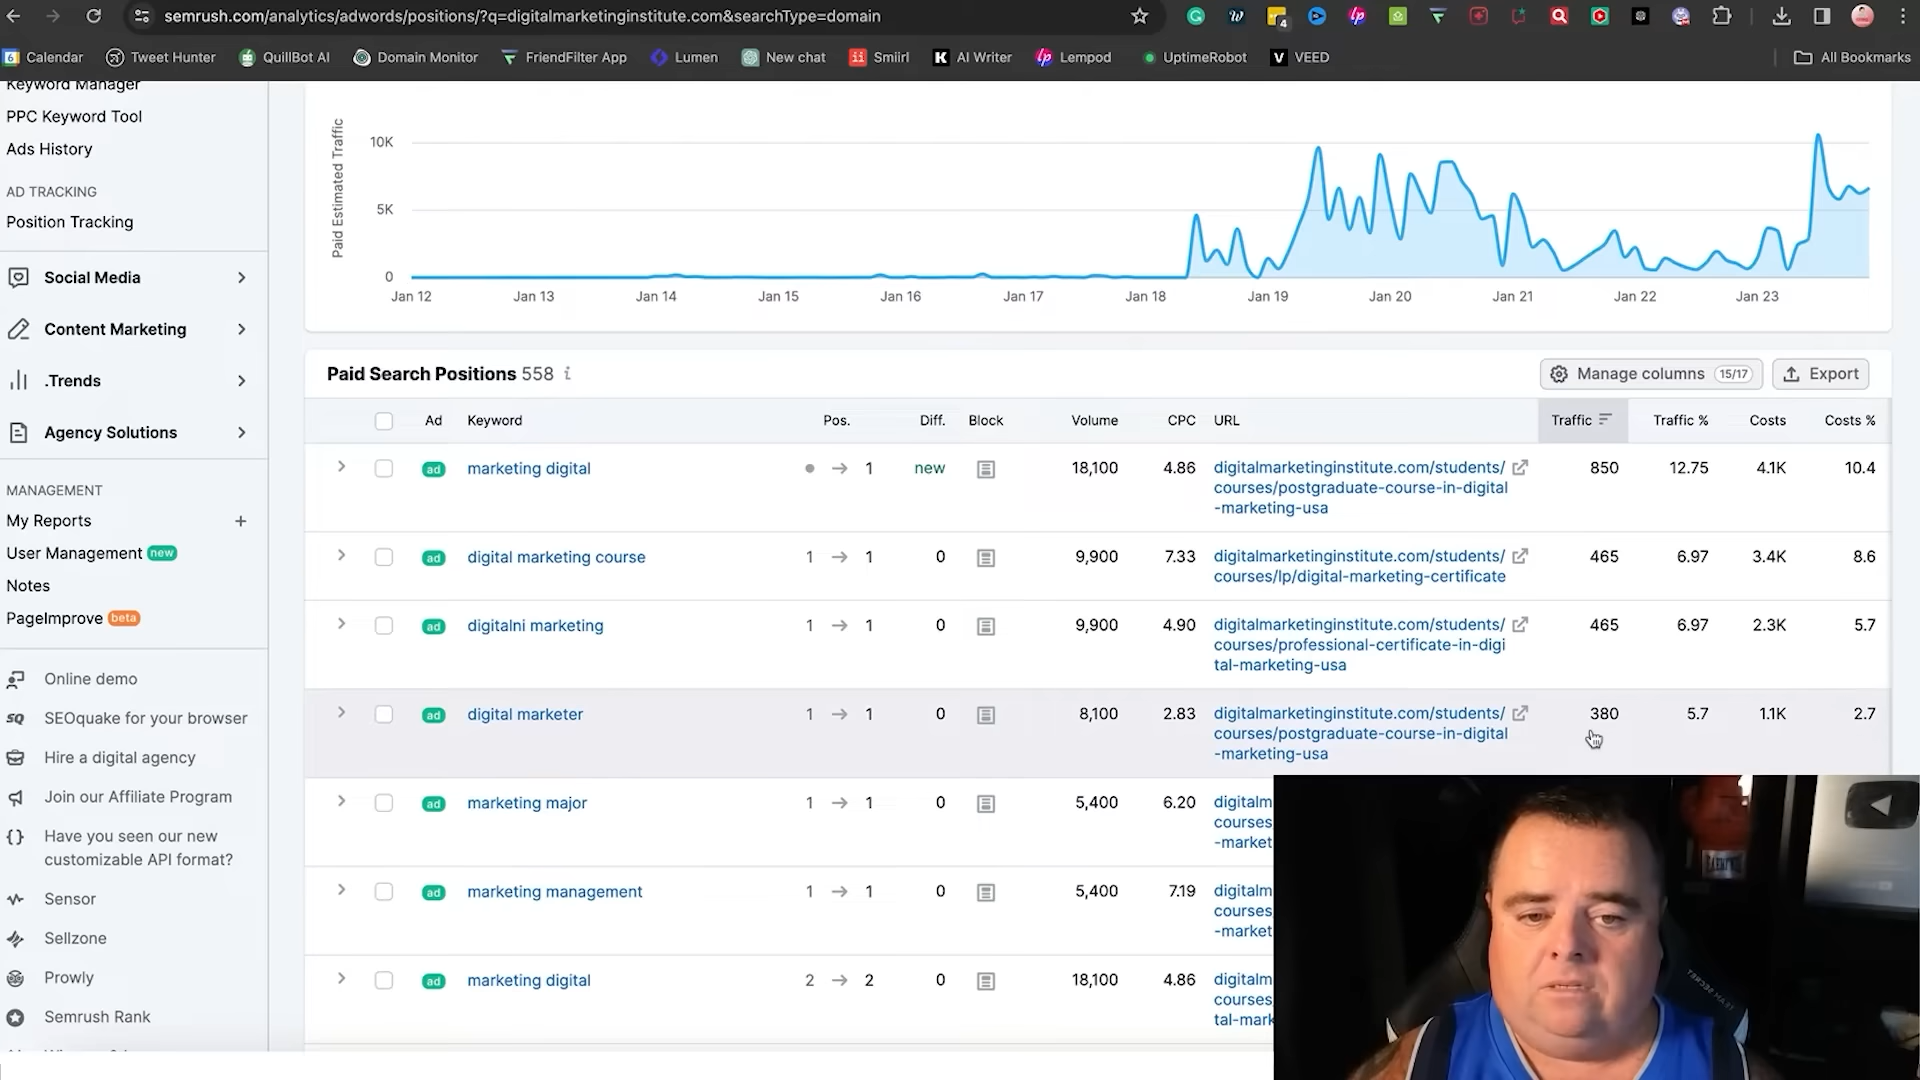 semrush.com/analytics/adwords/positions/?q=digitalmarketinginstitute.com&searchType=domain
4
6 Calendar
Tweet Hunter
QuillBot AI
Domain Monitor
FriendFilter App
Lumen
New chat
Smiirl
K AI Writer
lp Lempod
UptimeRobot
V VEED
All Bookmarks
Keyword Manager
PPC Keyword Tool
Ads History
AD TRACKING
Position Tracking
Social Media
Content Marketing
.Trends
Agency Solutions
MANAGEMENT
My Reports +
User Management new
Notes
PageImprove beta
Online demo
SEOquake for your browser
Hire a digital agency
Join our Affiliate Program
Have you seen our new
customizable API format?
Sensor
Sellzone
Prowly
Semrush Rank
Paid Estimated Traffic
10K
5K
0
Jan 12 Jan 13 Jan 14 Jan 15 Jan 16 Jan 17 Jan 18 Jan 19 Jan 20 Jan 21 Jan 22 Jan 23
Paid Search Positions 558 i
Manage columns 15/17
Export
Ad Keyword Pos. Diff. Block Volume CPC URL Traffic Traffic % Costs Costs %
ad marketing digital 1 new 18,100 4.86 digitalmarketinginstitute.com/students/ 850 12.75 4.1K 10.4
courses/postgraduate-course-in-digital
-marketing-usa
ad digital marketing course 1 → 1 0 9,900 7.33 digitalmarketinginstitute.com/students/ 465 6.97 3.4K 8.6
courses/lp/digital-marketing-certificate
ad digitalni marketing 1 → 1 0 9,900 4.90 digitalmarketinginstitute.com/students/ 465 6.97 2.3K 5.7
courses/professional-certificate-in-digi
tal-marketing-usa
ad digital marketer 1 → 1 0 8,100 2.83 digitalmarketinginstitute.com/students/ 380 5.7 1.1K 2.7
courses/postgraduate-course-in-digital
-marketing-usa
ad marketing major 1 → 1 0 5,400 6.20 digitalm
courses
-market
ad marketing management 1 → 1 0 5,400 7.19 digitalm
courses
-market
ad marketing digital 2 → 2 0 18,100 4.86 digitalm
courses
tal-mark